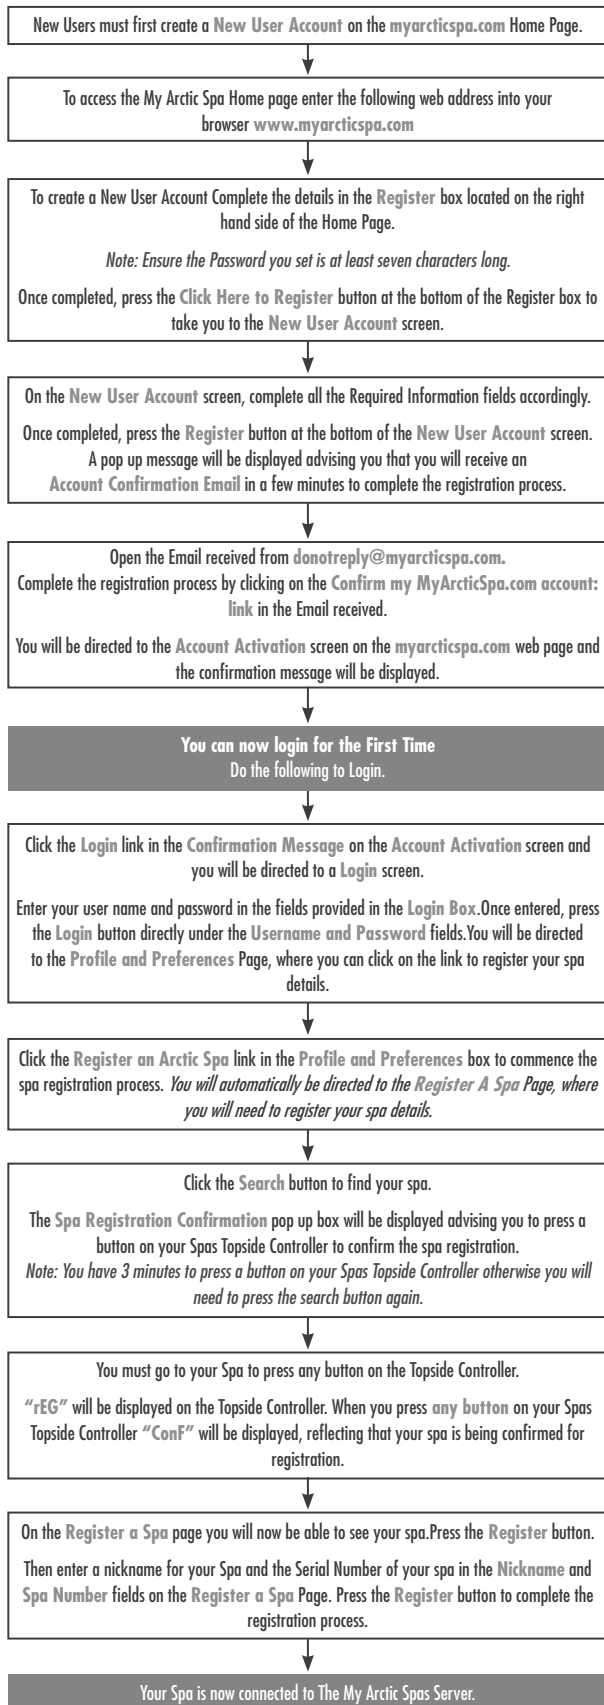 New Users must first create a New User Account on the myarcticspa.com Home Page.
To access the My Arctic Spa Home page enter the following web address into your
browser www.myarcticspa.com
To create a New User Account Complete the details in the Register box located on the right
hand side of the Home Page.
Note: Ensure the Password you set is at least seven characters long.
Once completed, press the Click Here to Register button at the bottom of the Register box to
take you to the New User Account screen.
On the New User Account screen, complete all the Required Information fields accordingly.
Once completed, press the Register button at the bottom of the New User Account screen.
A pop up message will be displayed advising you that you will receive an
Account Confirmation Email in a few minutes to complete the registration process.
Open the Email received from donotreply@myarcticspa.com.
Complete the registration process by clicking on the Confirm my MyArcticSpa.com account:
link in the Email received.
You will be directed to the Account Activation screen on the myarcticspa.com web page and
the confirmation message will be displayed.
You can now login for the First Time
Do the following to Login.
Click the Login link in the Confirmation Message on the Account Activation screen and
you will be directed to a Login screen.
Enter your user name and password in the fields provided in the Login Box.Once entered, press
the Login button directly under the Username and Password fields.You will be directed
to the Profile and Preferences Page, where you can click on the link to register your spa
details.
Click the Register an Arctic Spa link in the Profile and Preferences box to commence the
spa registration process. You will automatically be directed to the Register A Spa Page, where
you will need to register your spa details.
Click the Search button to find your spa.
The Spa Registration Confirmation pop up box will be displayed advising you to press a
button on your Spas Topside Controller to confirm the spa registration.
Note: You have 3 minutes to press a button on your Spas Topside Controller otherwise you will
need to press the search button again.
You must go to your Spa to press any button on the Topside Controller.
"rEG" will be displayed on the Topside Controller. When you press any button on your Spas
Topside Controller "ConF" will be displayed, reflecting that your spa is being confirmed for
registration.
On the Register a Spa page you will now be able to see your spa.Press the Register button.
Then enter a nickname for your Spa and the Serial Number of your spa in the Nickname and
Spa Number fields on the Register a Spa Page. Press the Register button to complete the
registration process.
Your Spa is now connected to The My Arctic Spas Server.